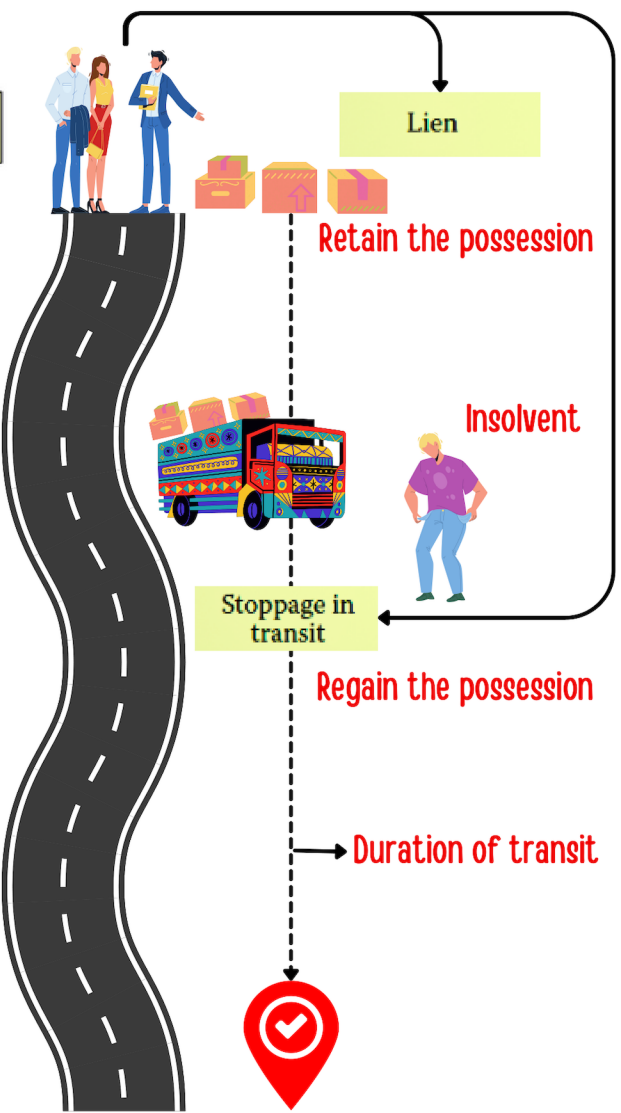 Lien
Retain the possession
Insolvent
Stoppage in
transit
Regain the possession
Duration of transit